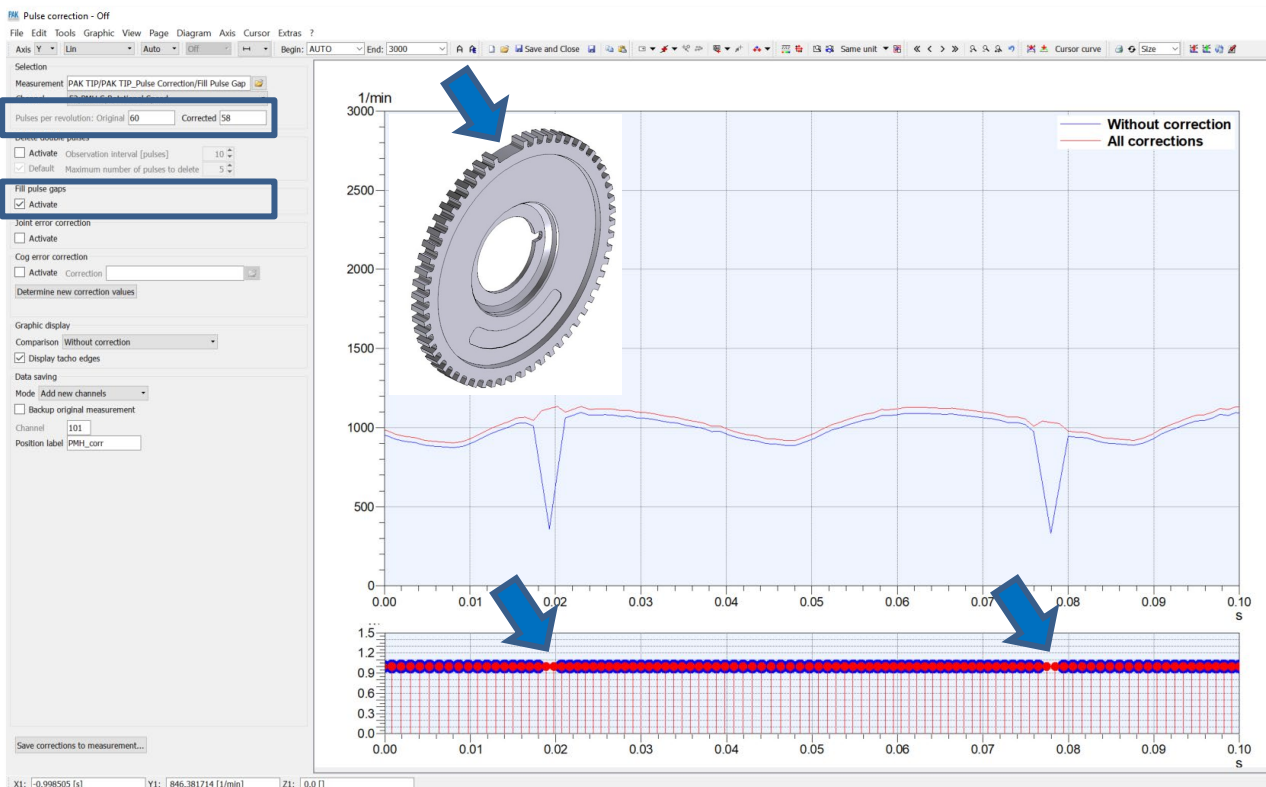 PAK Pulse correction - Off
File Edit Tools Graphic View Page Diagram Axis Cursor Extras ?
Axis Y Lin Auto Off Begin: AUTO End: 3000 Save and Close Same unit Cursor curve Size
Selection
Measurement PAK TIP/PAK TIP_Pulse Correction/Fill Pulse Gap
Pulses per revolution: Original 60 Corrected 58
Delete double pulses
Activate Observation interval [pulses] 10
Default Maximum number of pulses to delete 5
Fill pulse gaps
Activate
Joint error correction
Activate
Cog error correction
Activate Correction
Determine new correction values
Graphic display
Comparison Without correction
Display tacho edges
Data saving
Mode Add new channels
Backup original measurement
Channel 101
Position label PMH_corr
Save corrections to measurement...
1/min
3000
2500
2000
1500
1000
500
0
Without correction
All corrections
0.00 0.01 0.02 0.03 0.04 0.05 0.06 0.07 0.08 0.09 0.10
s
1.5
1.2
0.9
0.6
0.3
0.0
0.00 0.01 0.02 0.03 0.04 0.05 0.06 0.07 0.08 0.09 0.10
s
X1: -0.998505 [s] Y1: 846.381714 [1/min] Z1: 0.0 []